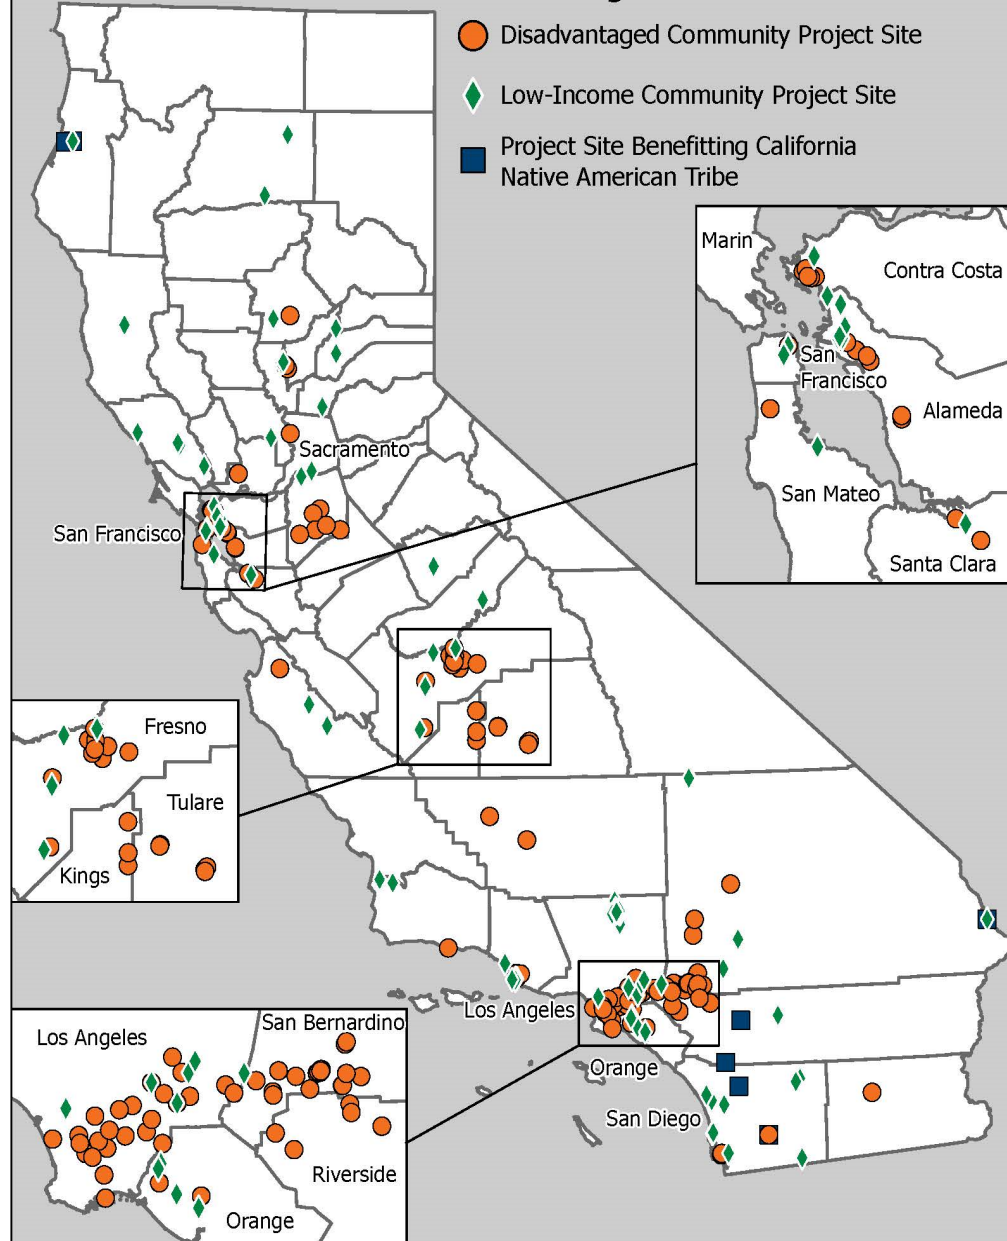 Disadvantaged Community Project Site
Low-Income Community Project Site
Project Site Benefitting California
Native American Tribe
Marin
Contra Costa
San
Francisco
Alameda
San Mateo
Santa Clara
Sacramento
San Francisco
Fresno
Tulare
Kings
Los Angeles
Orange
San Diego
Los Angeles
San Bernardino
Riverside
Orange